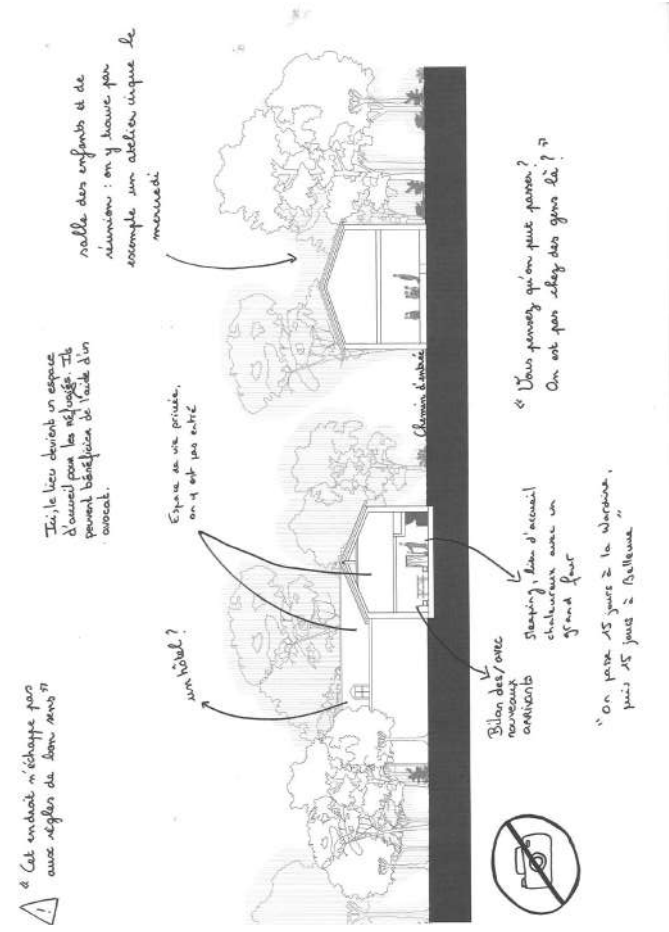 « Cet endroit n'échappe pas
aux règles de bon sens »
Ici, le lieu devient un espace
d'accueil pour les réfugiés. Ils
peuvent bénéficier de l'aide d'un
avocat.
salle des enfants et de
réunion : on y trouve par
exemple un atelier cirque le
mercredi
un hôtel ?
Espace de vie privée,
on y est pas entré
Chemin d'entrée
Bilan des/avec
nouveaux
arrivants
sleeping, lieu d'accueil
chaleureux avec un
grand four
"On passe 15 jours à la Wardine,
puis 15 jours à Bellevue"
« Vous pensez qu'on peut passer ?
On est pas chez des gens là ? »